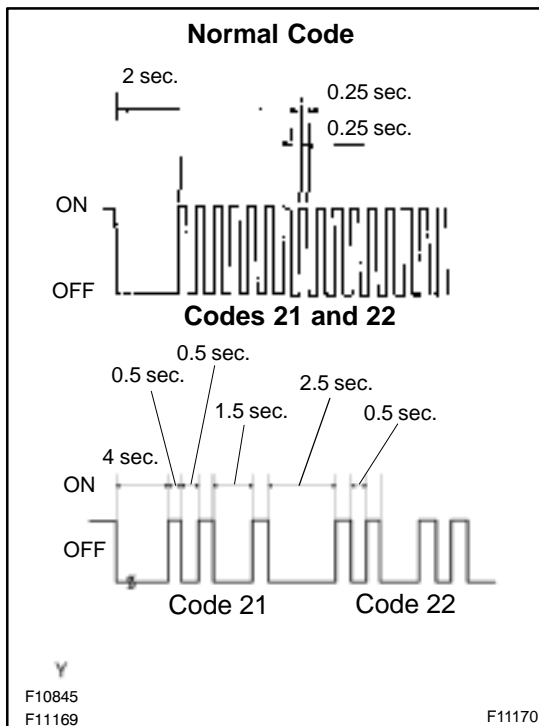 Normal Code
2 sec.
0.25 sec.
0.25 sec.
ON
OFF
Codes 21 and 22
0.5 sec.
0.5 sec.
2.5 sec.
1.5 sec.
0.5 sec.
4 sec.
ON
OFF
Code 21
Code 22
Y
F10845
F11169
F11170